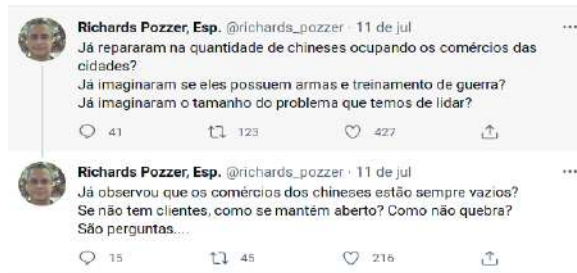 Richards Pozzer, Esp. @richards_pozzer · 11 de jul
Já repararam na quantidade de chineses ocupando os comércios das
cidades?
Já imaginaram se eles possuem armas e treinamento de guerra?
Já imaginaram o tamanho do problema que temos de lidar?
41 123 427
Richards Pozzer, Esp. @richards_pozzer · 11 de jul
Já observou que os comércios dos chineses estão sempre vazios?
Se não tem clientes, como se mantém aberto? Como não quebra?
São perguntas....
15 45 216